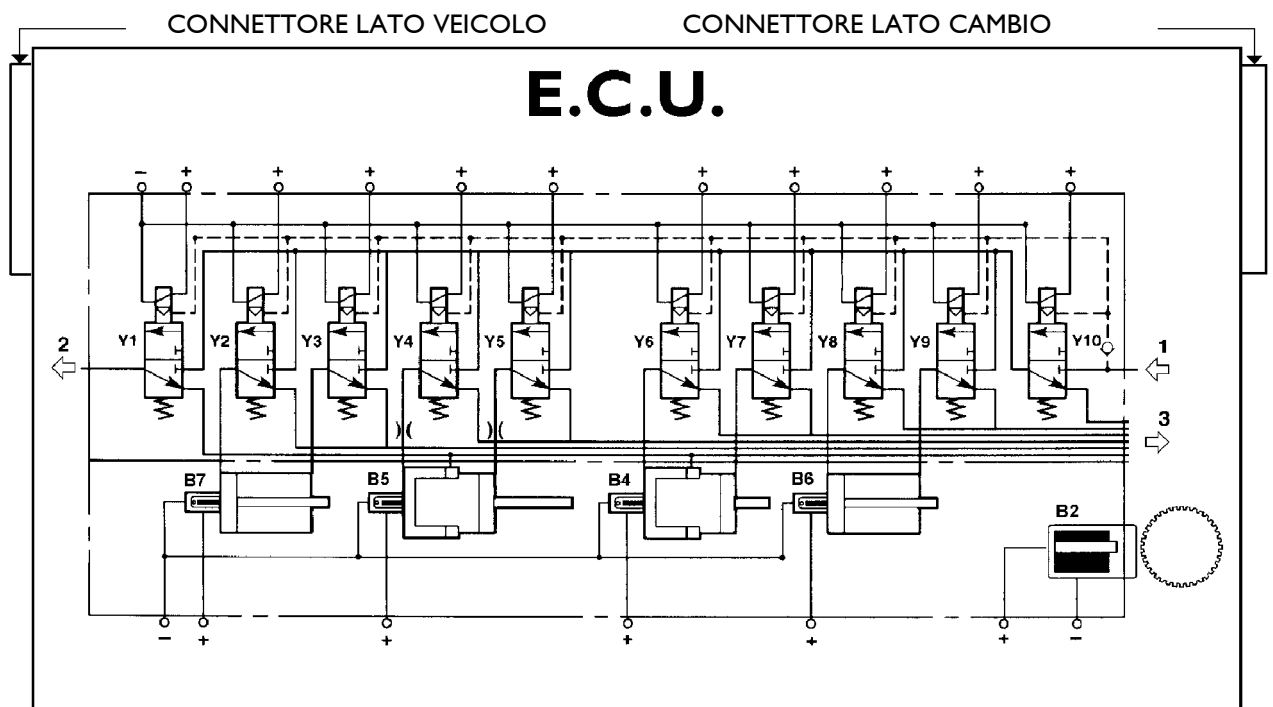 CONNETTORE LATO VEICOLO CONNETTORE LATO CAMBIO
E.C.U.
- + + + + + + + + + +
Y1 Y2 Y3 Y4 Y5 Y6 Y7 Y8 Y9 Y10
2 1
3
B7 B5 B4 B6 B2
- + + + + + -